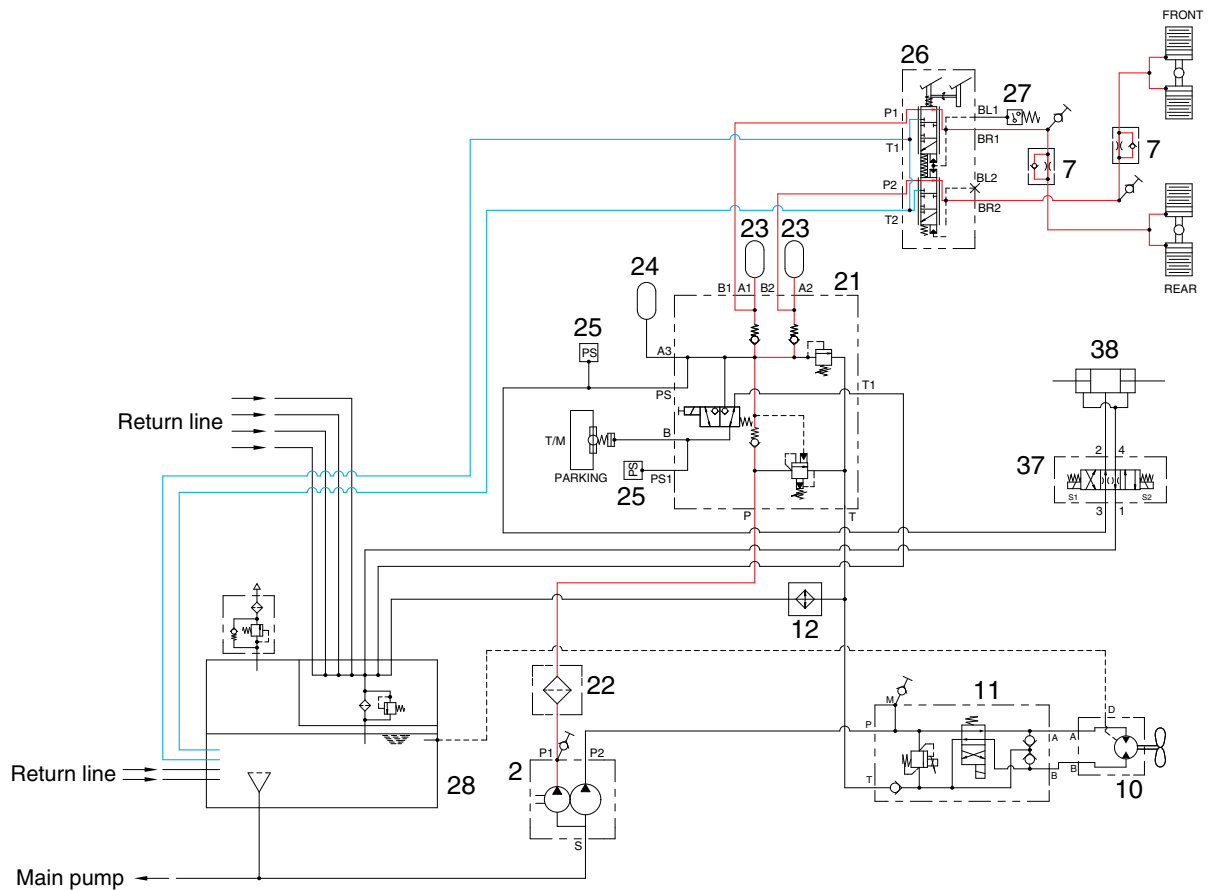 FRONT
26
27
P1
BL1
T1
BR1
7
7
P2
BL2
T2
BR2
23
23
24
21
REAR
B1
A1
B2
A2
25
PS
A3
38
PS
T1
Return line
T/M
B
PARKING
PS
PS1
25
2
4
37
S1
S2
3
1
P
T
12
22
11
M
D
P
A
A
P1
P2
2
B
B
T
10
Return line
28
S
Main pump